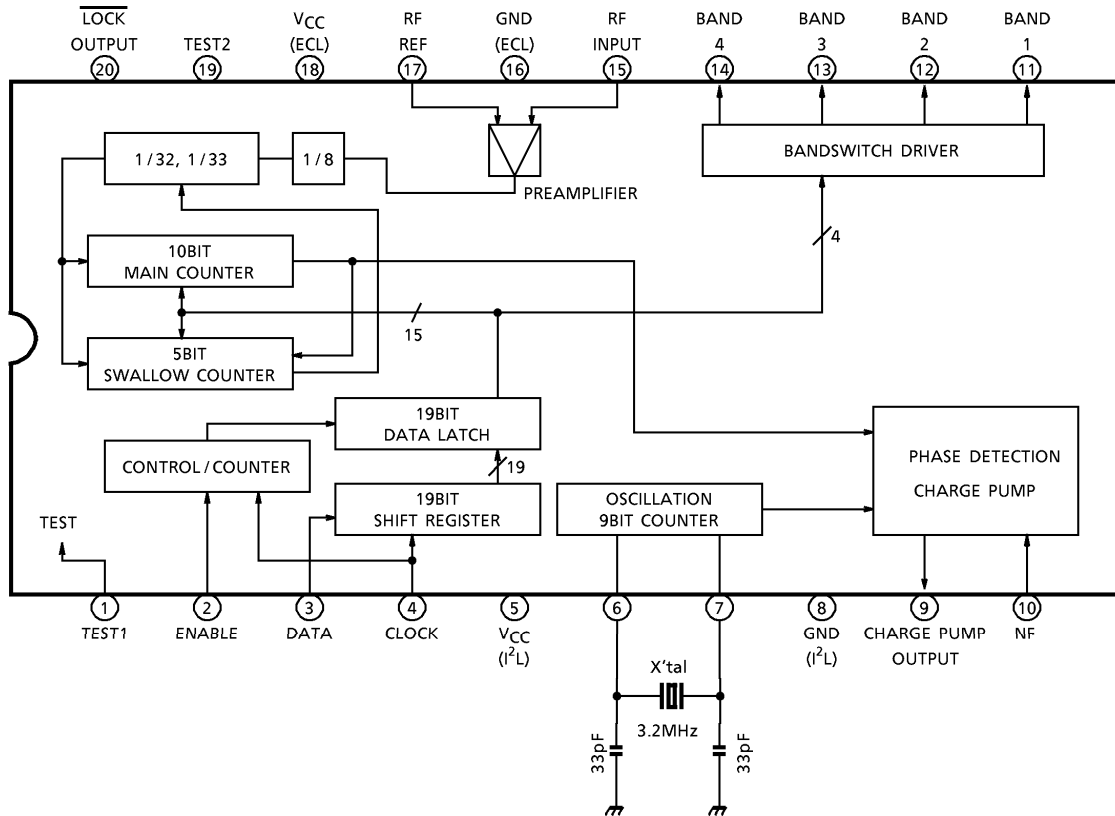 LOCK
OUTPUT
20
TEST2
19
VCC
(ECL)
18
RF
REF
17
GND
(ECL)
16
RF
INPUT
15
BAND
4
14
BAND
3
13
BAND
2
12
BAND
1
11
1/32, 1/33
1/8
PREAMPLIFIER
BANDSWITCH DRIVER
4
10BIT
MAIN COUNTER
15
5BIT
SWALLOW COUNTER
19BIT
DATA LATCH
CONTROL/COUNTER
19
19BIT
SHIFT REGISTER
OSCILLATION
9BIT COUNTER
PHASE DETECTION
CHARGE PUMP
TEST
1
TEST1
2
ENABLE
3
DATA
4
CLOCK
5
VCC
(I²L)
6
7
8
GND
(I²L)
9
CHARGE PUMP
OUTPUT
10
NF
X'tal
3.2MHz
33pF
33pF